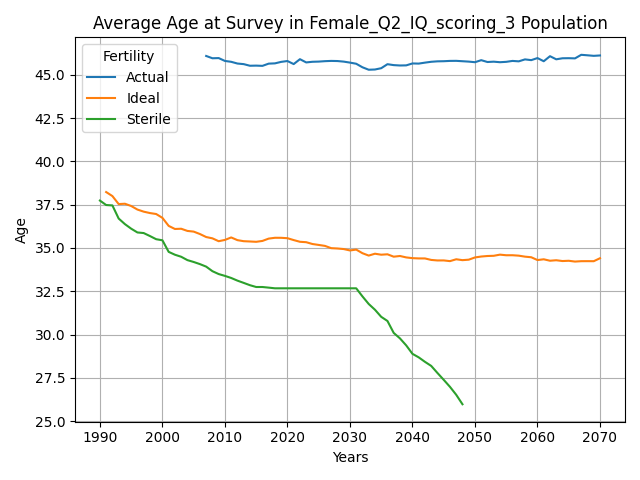 Average Age at Survey in Female_Q2_IQ_scoring_3 Population
Fertility
Actual
Ideal
Sterile
Age
45.0
42.5
40.0
37.5
35.0
32.5
30.0
27.5
25.0
1990 2000 2010 2020 2030 2040 2050 2060 2070
Years